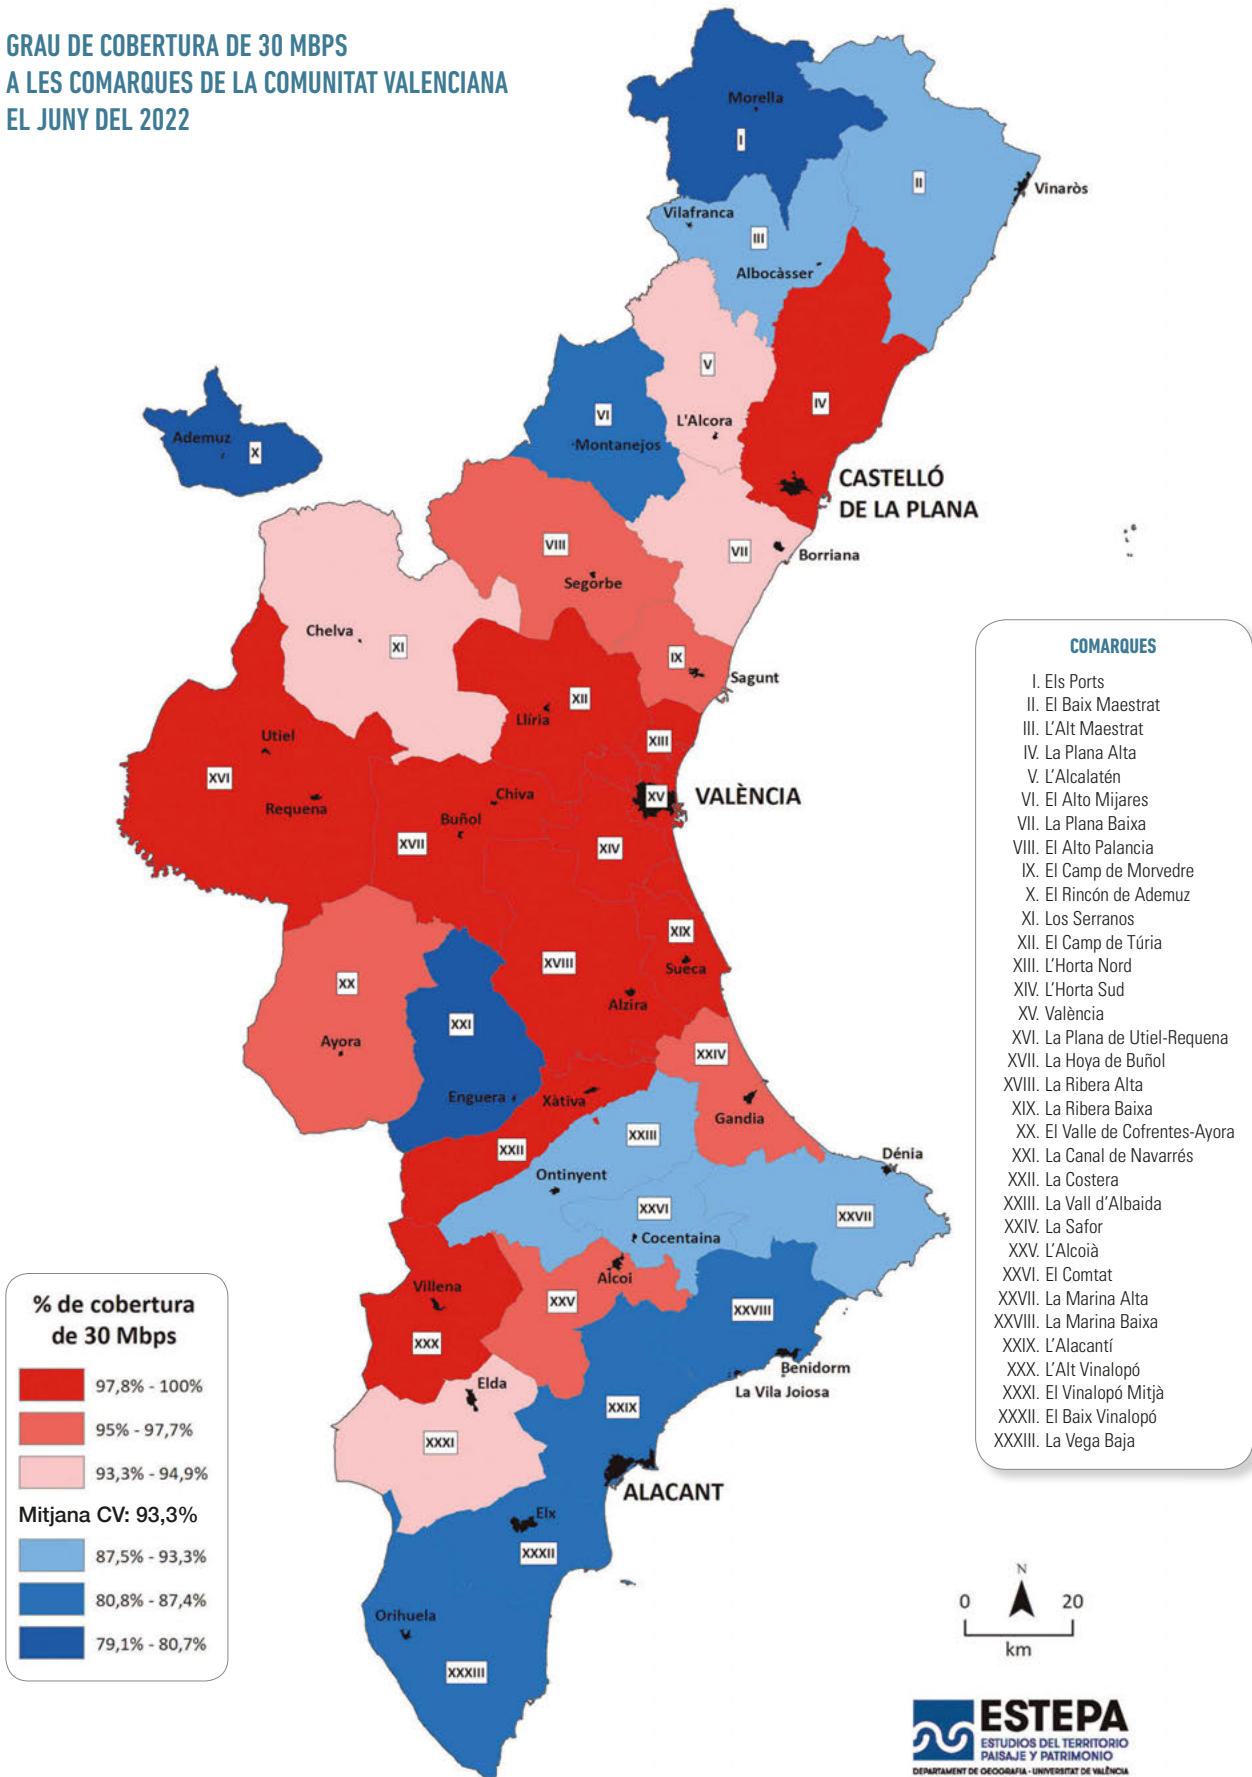 GRAU DE COBERTURA DE 30 MBPS
A LES COMARQUES DE LA COMUNITAT VALENCIANA
EL JUNY DEL 2022
Morella
I
II
Vinaròs
Vilafranca
III
Albocàsser
V
IV
L'Alcora
VI
Montanejos
Ademuz
X
CASTELLÓ
DE LA PLANA
VIII
VII
Borriana
Segorbe
Chelva
XI
IX
Sagunt
XII
Llíria
XIII
Utiel
XVI
Requena
Chiva
XV
VALÈNCIA
Buñol
XVII
XIV
XIX
XVIII
Sueca
XX
Alzira
XXI
Ayora
XXIV
Enguera
Xàtiva
Gandia
XXIII
XXII
Dénia
Ontinyent
XXVI
XXVII
Cocentaina
Alcoi
Villena
XXV
XXVIII
XXX
Benidorm
Elda
La Vila Joiosa
XXIX
XXXI
ALACANT
Elx
XXXII
Orihuela
XXXIII
COMARQUES
I. Els Ports
II. El Baix Maestrat
III. L'Alt Maestrat
IV. La Plana Alta
V. L'Alcalatén
VI. El Alto Mijares
VII. La Plana Baixa
VIII. El Alto Palancia
IX. El Camp de Morvedre
X. El Rincón de Ademuz
XI. Los Serranos
XII. El Camp de Túria
XIII. L'Horta Nord
XIV. L'Horta Sud
XV. València
XVI. La Plana de Utiel-Requena
XVII. La Hoya de Buñol
XVIII. La Ribera Alta
XIX. La Ribera Baixa
XX. El Valle de Cofrentes-Ayora
XXI. La Canal de Navarrés
XXII. La Costera
XXIII. La Vall d'Albaida
XXIV. La Safor
XXV. L'Alcoià
XXVI. El Comtat
XXVII. La Marina Alta
XXVIII. La Marina Baixa
XXIX. L'Alacantí
XXX. L'Alt Vinalopó
XXXI. El Vinalopó Mitjà
XXXII. El Baix Vinalopó
XXXIII. La Vega Baja
% de cobertura
de 30 Mbps
97,8% - 100%
95% - 97,7%
93,3% - 94,9%
Mitjana CV: 93,3%
87,5% - 93,3%
80,8% - 87,4%
79,1% - 80,7%
N
0 20
km
ESTEPA
ESTUDIOS DEL TERRITORIO
PAISAJE Y PATRIMONIO
DEPARTAMENT DE GEOGRAFIA - UNIVERSITAT DE VALÈNCIA